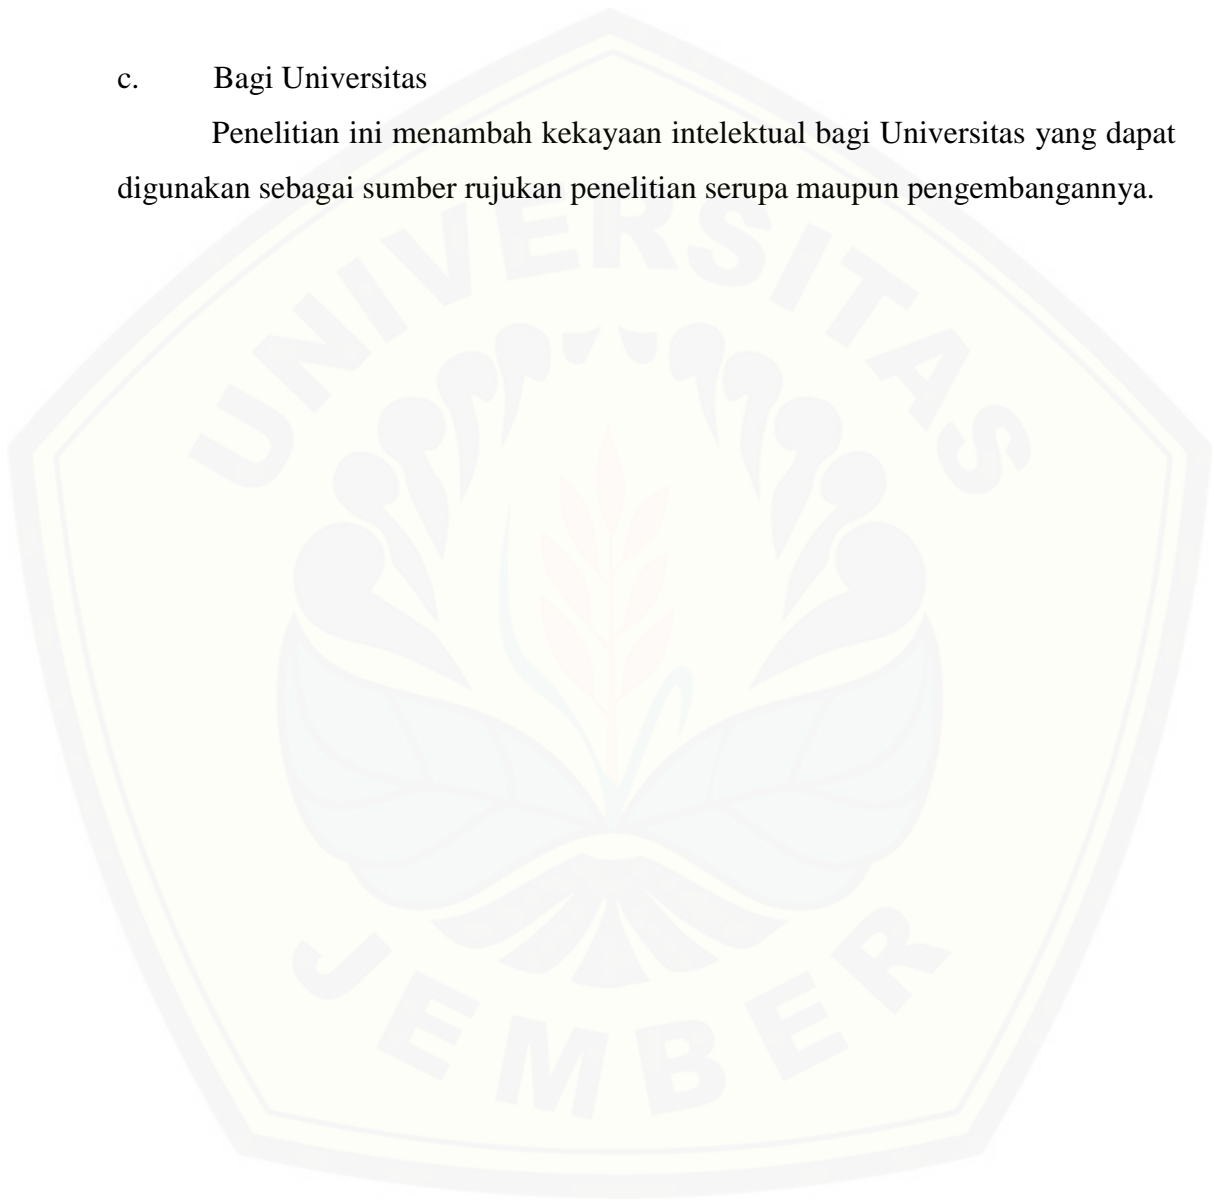 c. Bagi Universitas
Penelitian ini menambah kekayaan intelektual bagi Universitas yang dapat
digunakan sebagai sumber rujukan penelitian serupa maupun pengembangannya.
UNIVERSITAS
JEMBER